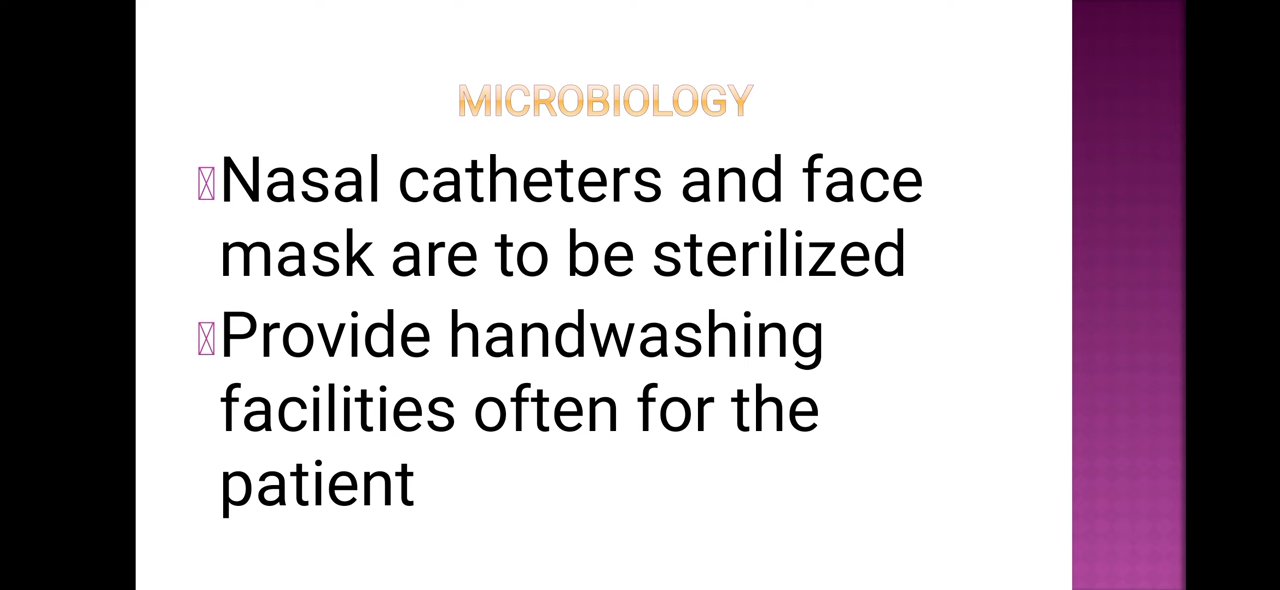 MICROBIOLOGY
Nasal catheters and face
mask are to be sterilized
Provide handwashing
facilities often for the
patient